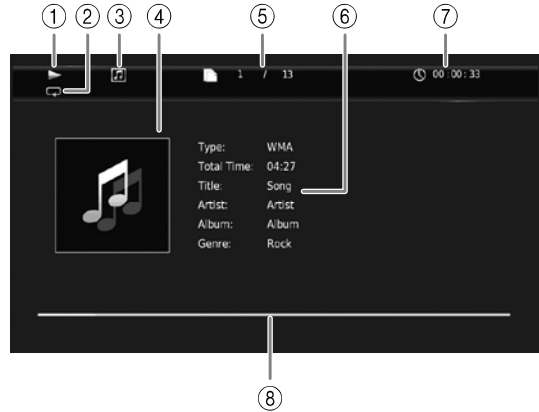 ① ② ③ ④ ⑤ ⑥ ⑦
1 / 13 00:00:33
Type: WMA
Total Time: 04:27
Title: Song
Artist: Artist
Album: Album
Genre: Rock
⑧